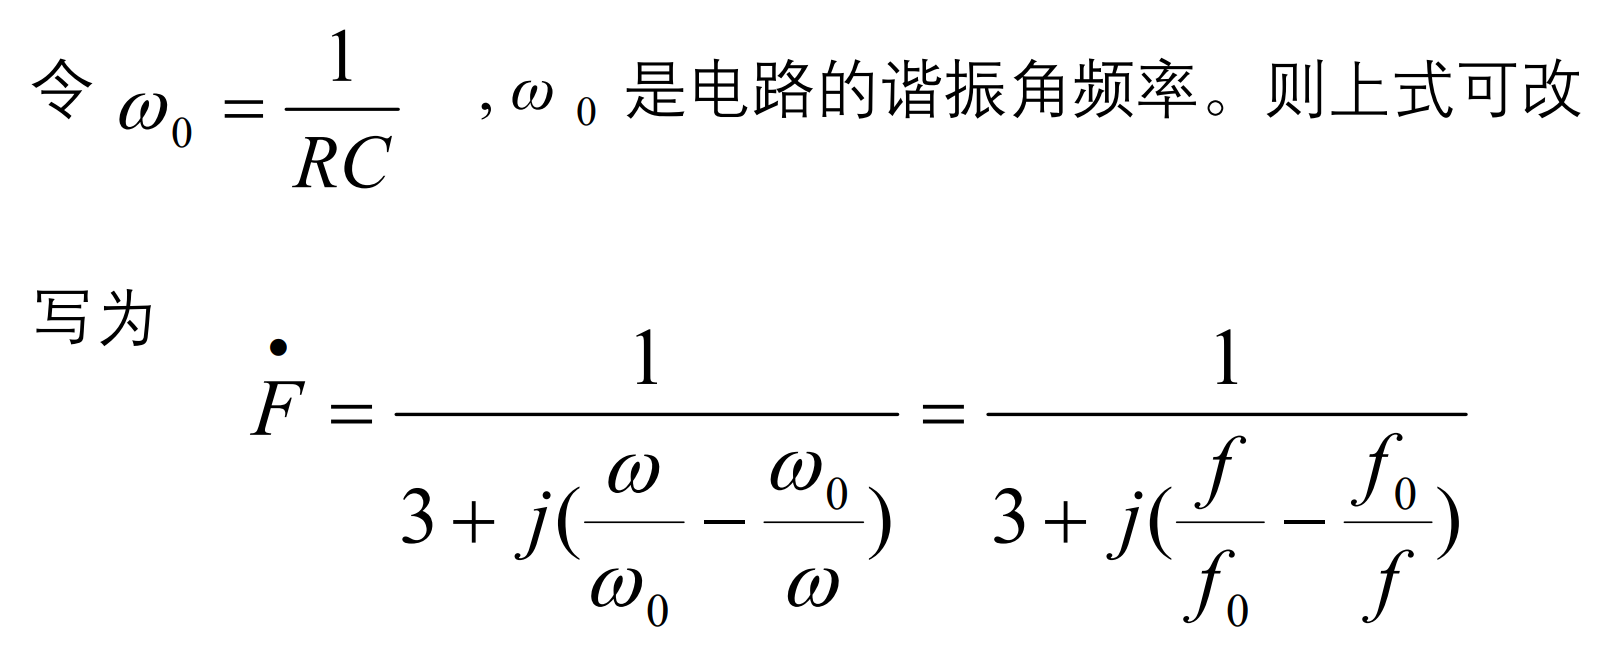 令 $\omega_0 = \frac{1}{RC}$ , $\omega_0$ 是电路的谐振角频率。则上式可改
写为
$\dot{F} = \frac{1}{3 + j(\frac{\omega}{\omega_0} - \frac{\omega_0}{\omega})} = \frac{1}{3 + j(\frac{f}{f_0} - \frac{f_0}{f})}$